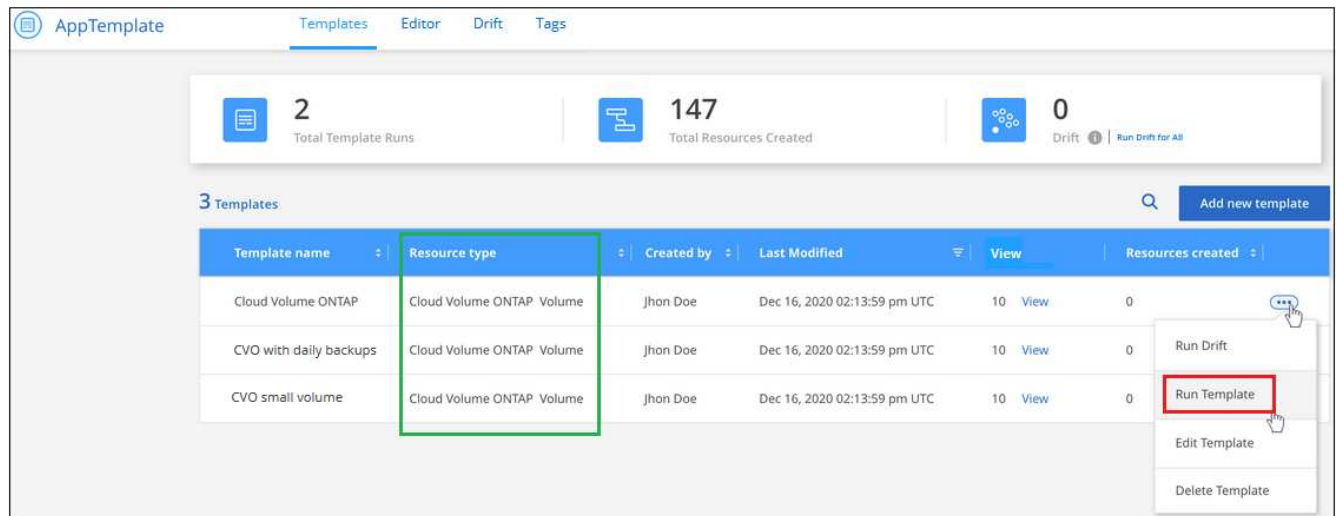 AppTemplate Templates Editor Drift Tags
2 147 0
Total Template Runs Total Resources Created Drift i | Run Drift for All
3 Templates Add new template
Template name Resource type Created by Last Modified View Resources created
Cloud Volume ONTAP Cloud Volume ONTAP Volume Jhon Doe Dec 16, 2020 02:13:59 pm UTC 10 View 0
CVO with daily backups Cloud Volume ONTAP Volume Jhon Doe Dec 16, 2020 02:13:59 pm UTC 10 View 0
CVO small volume Cloud Volume ONTAP Volume Jhon Doe Dec 16, 2020 02:13:59 pm UTC 10 View 0
Run Drift
Run Template
Edit Template
Delete Template